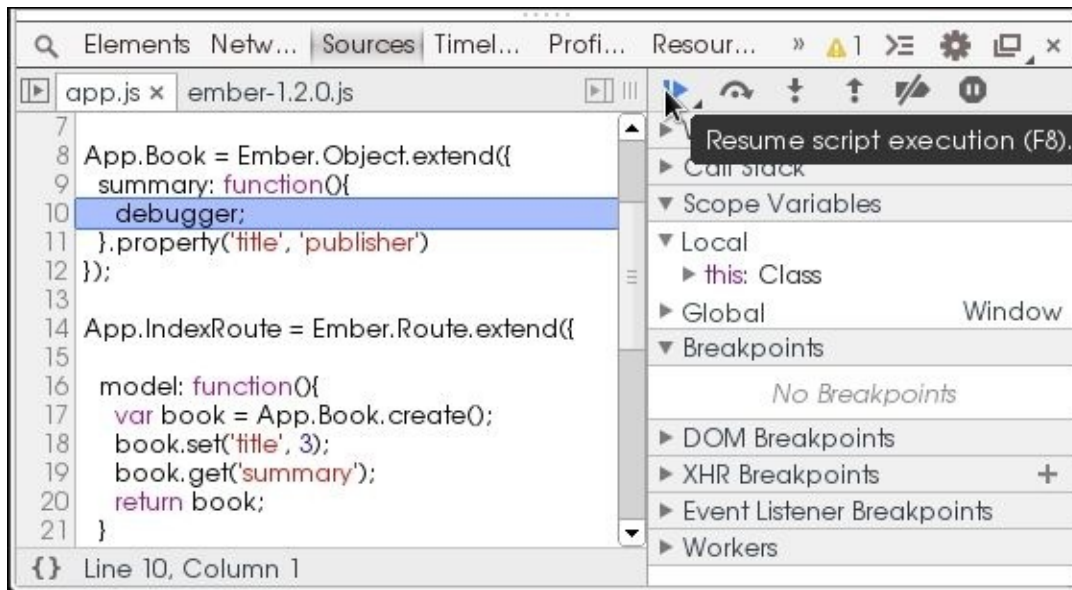 Elements Netw... Sources Timel... Profi... Resour... » 1
app.js × ember-1.2.0.js
Resume script execution (F8).
Call Stack
Scope Variables
Local
this: Class
Global Window
Breakpoints
No Breakpoints
DOM Breakpoints
XHR Breakpoints +
Event Listener Breakpoints
Workers
7
8 App.Book = Ember.Object.extend({
9 summary: function(){
10 debugger;
11 }.property('title', 'publisher')
12 });
13
14 App.IndexRoute = Ember.Route.extend({
15
16 model: function(){
17 var book = App.Book.create();
18 book.set('title', 3);
19 book.get('summary');
20 return book;
21 }
{} Line 10, Column 1